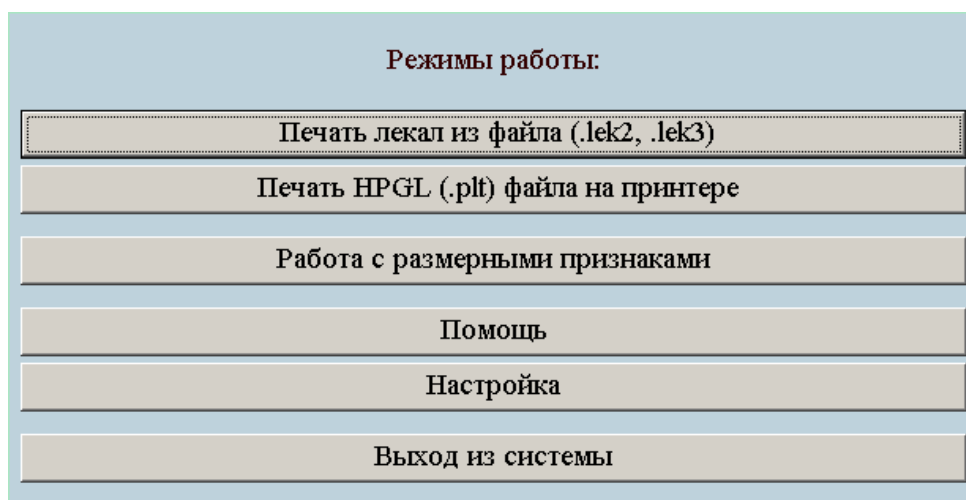 Режимы работы:
Печать лекал из файла (.lek2, .lek3)
Печать HPGL (.plt) файла на принтере
Работа с размерными признаками
Помощь
Настройка
Выход из системы